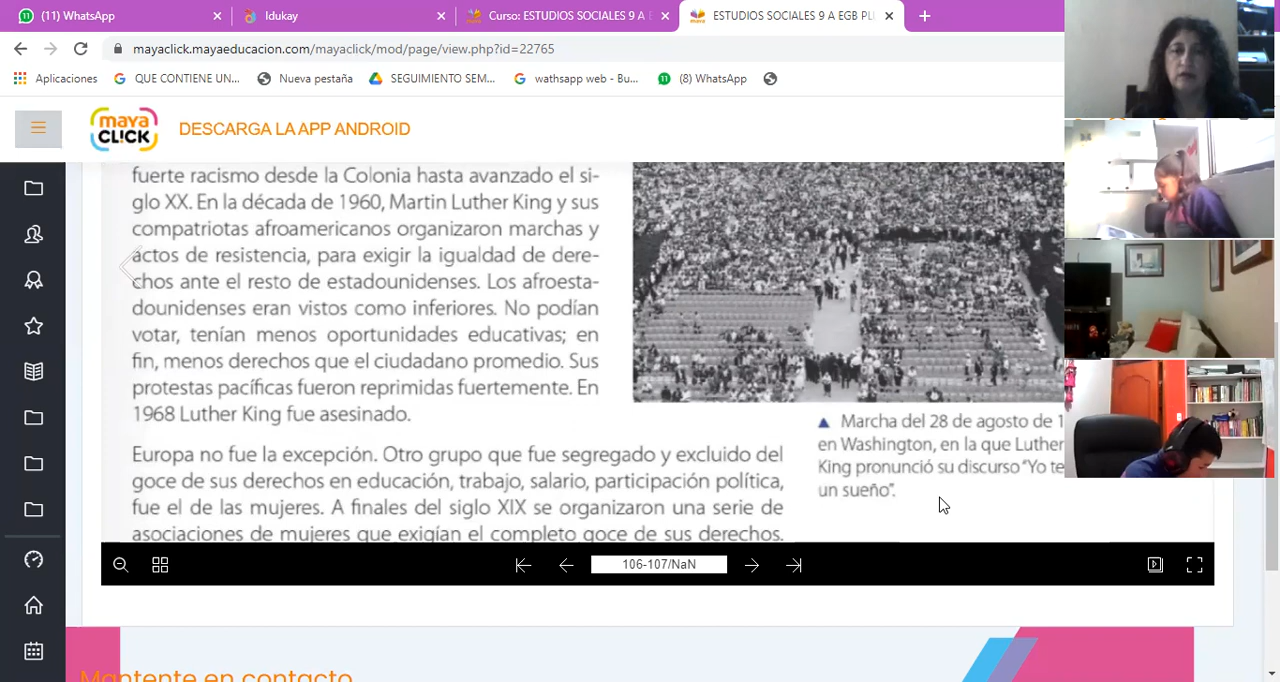 (11) WhatsApp
Idukay
Curso: ESTUDIOS SOCIALES 9 A E
ESTUDIOS SOCIALES 9 A EGB PL
mayaclick.mayaeducacion.com/mayaclick/mod/page/view.php?id=22765
Aplicaciones
QUE CONTIENE UN...
Nueva pestaña
SEGUIMIENTO SEM...
wathsapp web - Bu...
(8) WhatsApp
maya
CLICK
DESCARGA LA APP ANDROID
fuerte racismo desde la Colonia hasta avanzado el si-
glo XX. En la década de 1960, Martin Luther King y sus
compatriotas afroamericanos organizaron marchas y
actos de resistencia, para exigir la igualdad de dere-
chos ante el resto de estadounidenses. Los afroesta-
dounidenses eran vistos como inferiores. No podían
votar, tenían menos oportunidades educativas; en
fin, menos derechos que el ciudadano promedio. Sus
protestas pacíficas fueron reprimidas fuertemente. En
1968 Luther King fue asesinado.
Europa no fue la excepción. Otro grupo que fue segregado y excluido del
goce de sus derechos en educación, trabajo, salario, participación política,
fue el de las mujeres. A finales del siglo XIX se organizaron una serie de
asociaciones de mujeres que exigían el completo goce de sus derechos.
Marcha del 28 de agosto de 1
en Washington, en la que Luther
King pronunció su discurso "Yo te
un sueño".
106-107/NaN
Mantente en contacto